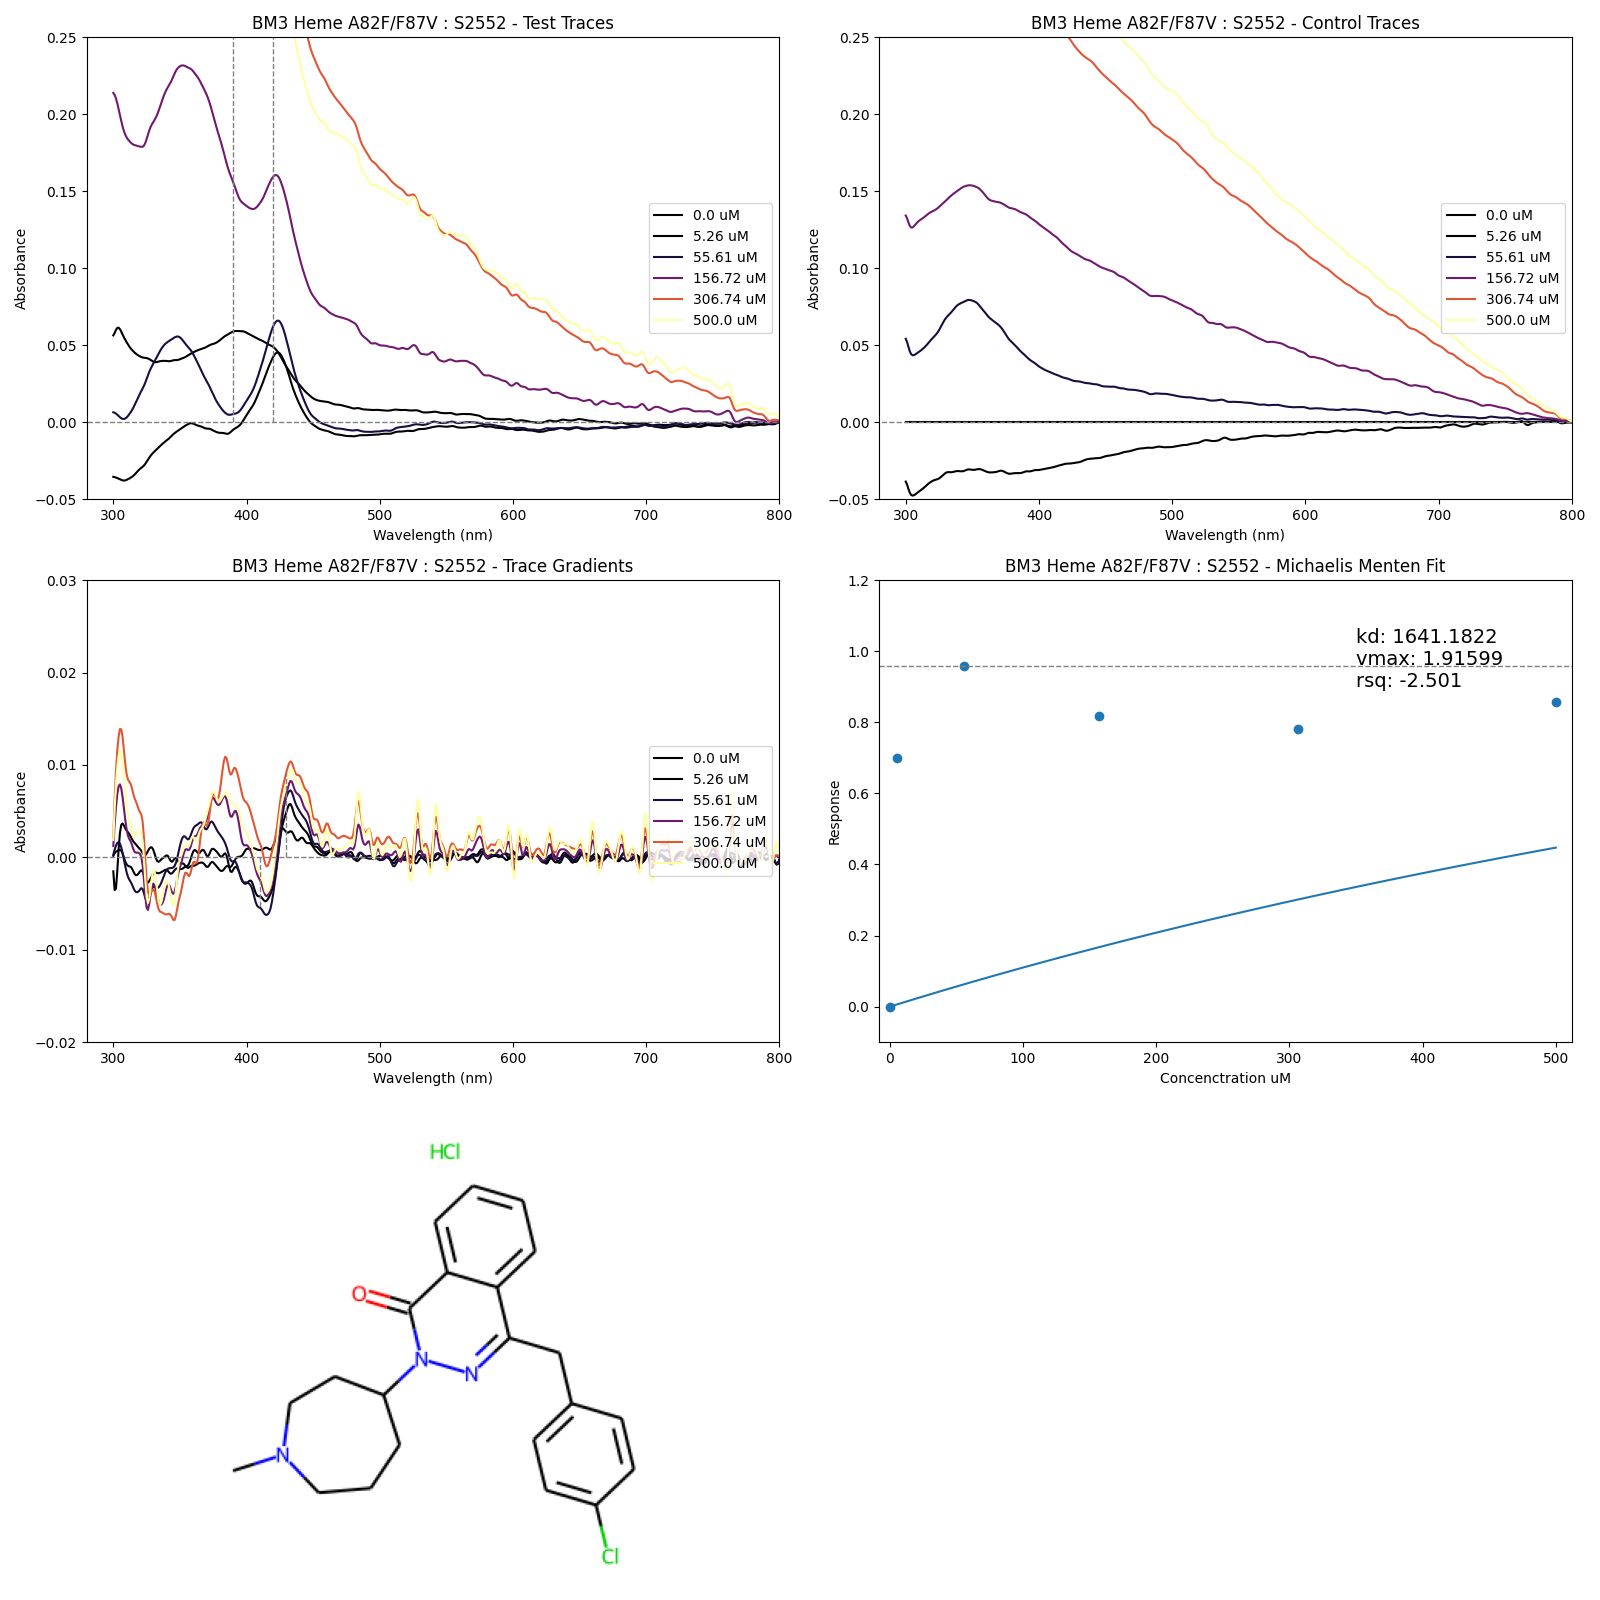 BM3 Heme A82F/F87V : S2552 - Test Traces
Absorbance
0.25
0.20
0.15
0.10
0.05
0.00
−0.05
300 400 500 600 700 800
Wavelength (nm)
0.0 uM
5.26 uM
55.61 uM
156.72 uM
306.74 uM
500.0 uM
BM3 Heme A82F/F87V : S2552 - Control Traces
Absorbance
0.25
0.20
0.15
0.10
0.05
0.00
−0.05
300 400 500 600 700 800
Wavelength (nm)
0.0 uM
5.26 uM
55.61 uM
156.72 uM
306.74 uM
500.0 uM
BM3 Heme A82F/F87V : S2552 - Trace Gradients
Absorbance
0.03
0.02
0.01
0.00
−0.01
−0.02
300 400 500 600 700 800
Wavelength (nm)
0.0 uM
5.26 uM
55.61 uM
156.72 uM
306.74 uM
500.0 uM
BM3 Heme A82F/F87V : S2552 - Michaelis Menten Fit
Response
1.2
1.0
0.8
0.6
0.4
0.2
0.0
0 100 200 300 400 500
Concenctration uM
kd: 1641.1822
vmax: 1.91599
rsq: -2.501
HCl
O
N
N
N
Cl